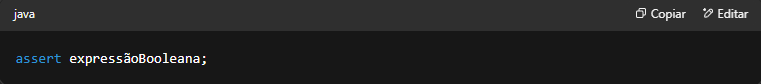 java
Copiar
Editar
assert expressãoBooleana;